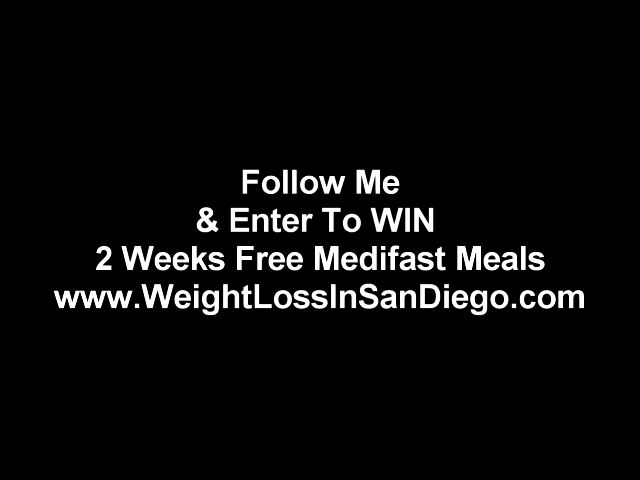 Follow Me
& Enter To WIN
2 Weeks Free Medifast Meals
www.WeightLossInSanDiego.com